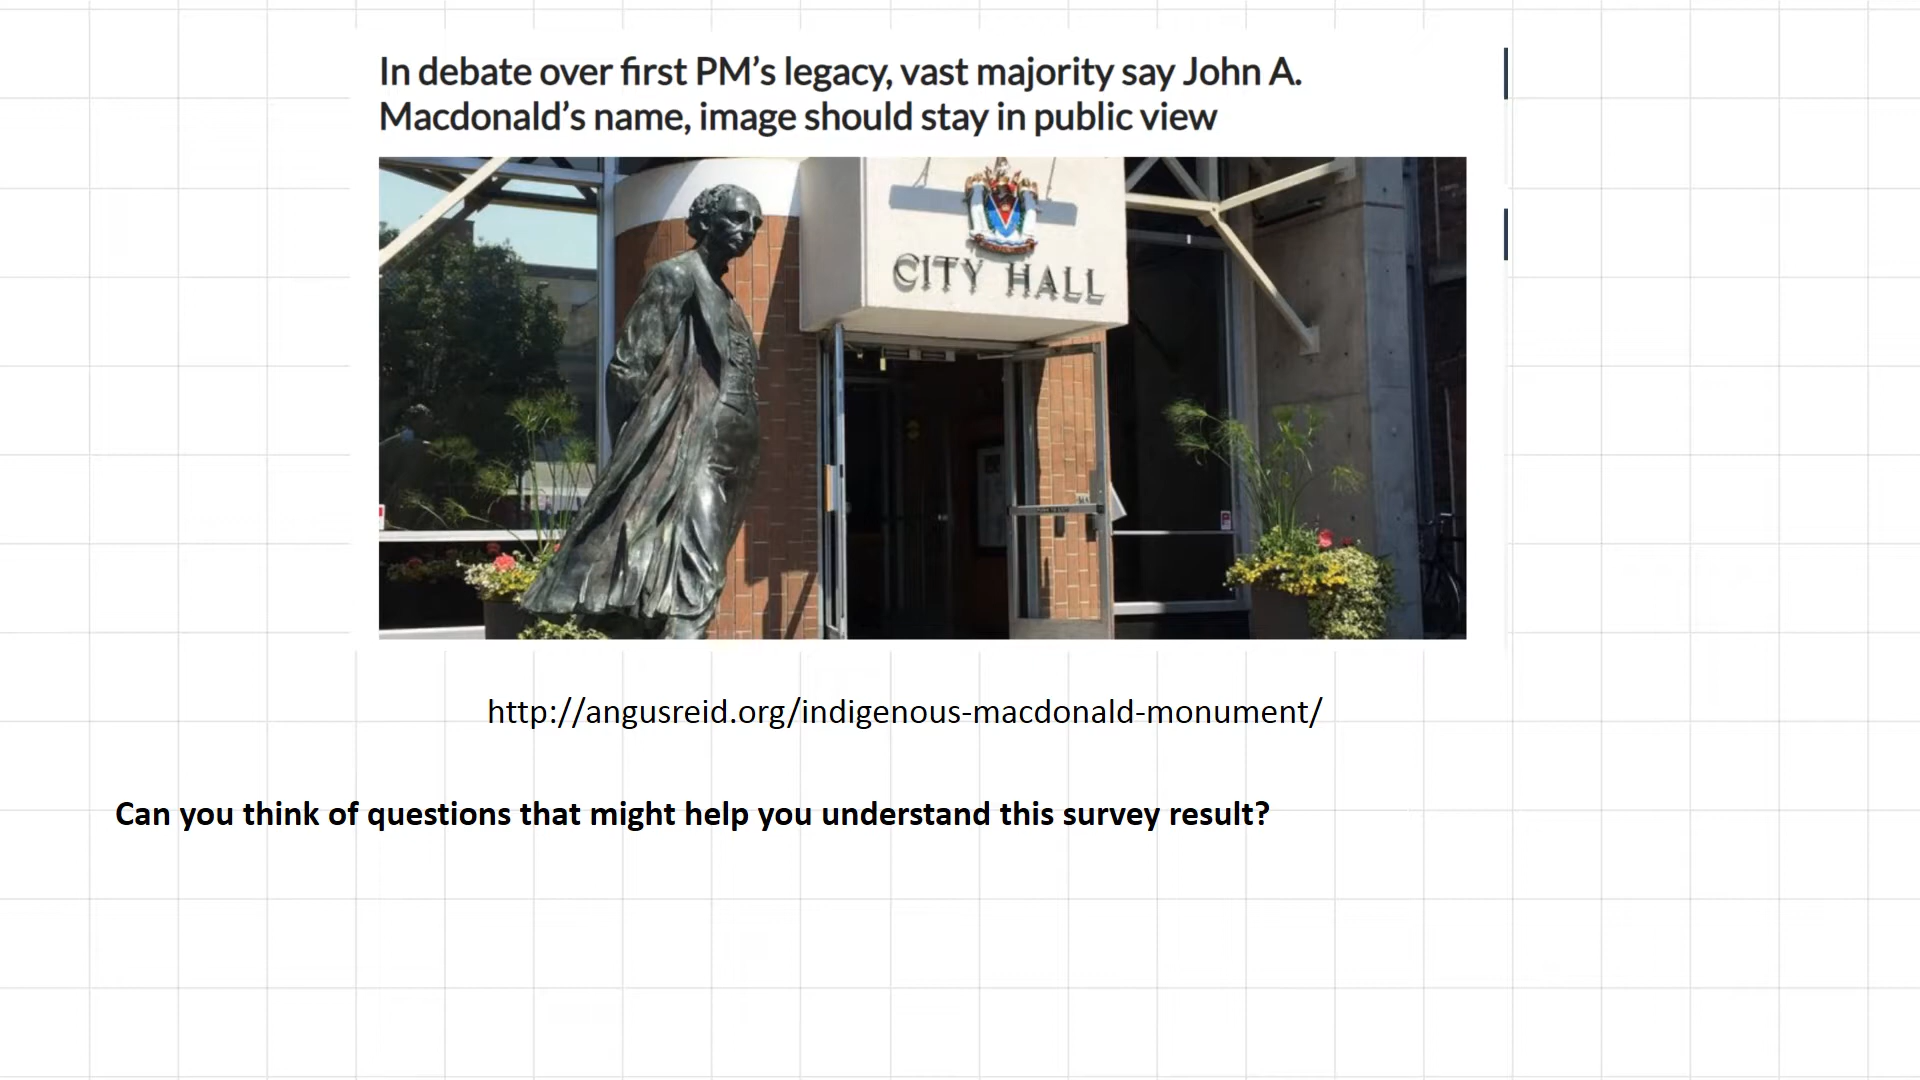 In debate over first PM’s legacy, vast majority say John A.
Macdonald’s name, image should stay in public view
CITY HALL
http://angusreid.org/indigenous-macdonald-monument/
Can you think of questions that might help you understand this survey result?